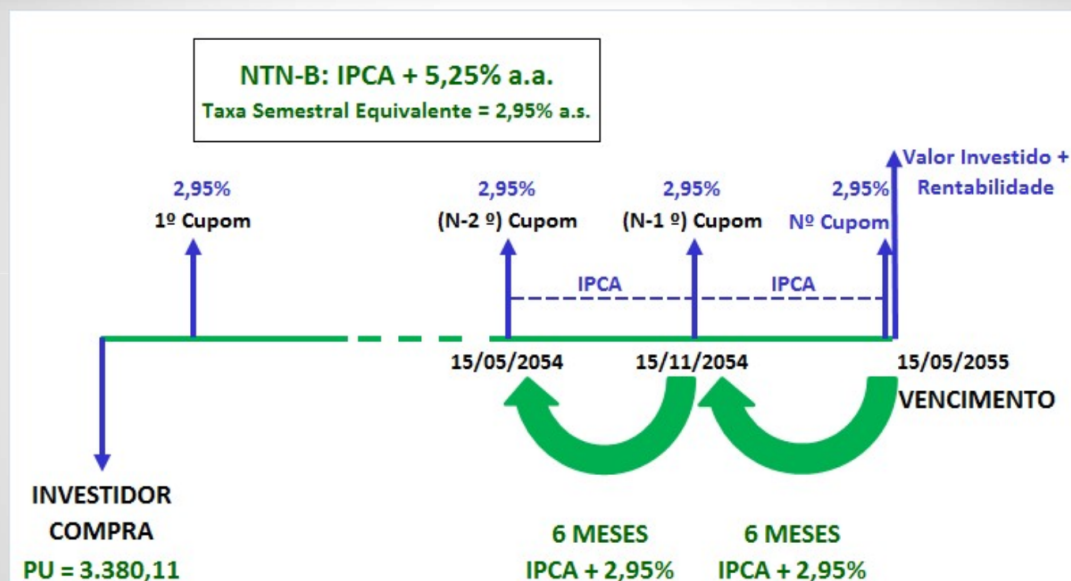 NTN-B: IPCA + 5,25% a.a.
Taxa Semestral Equivalente = 2,95% a.s.
Valor Investido +
Rentabilidade
2,95%
1º Cupom
2,95%
(N-2 º) Cupom
2,95%
(N-1 º) Cupom
2,95%
Nº Cupom
IPCA
IPCA
15/05/2054
15/11/2054
15/05/2055
VENCIMENTO
INVESTIDOR
COMPRA
PU = 3.380,11
6 MESES
IPCA + 2,95%
6 MESES
IPCA + 2,95%